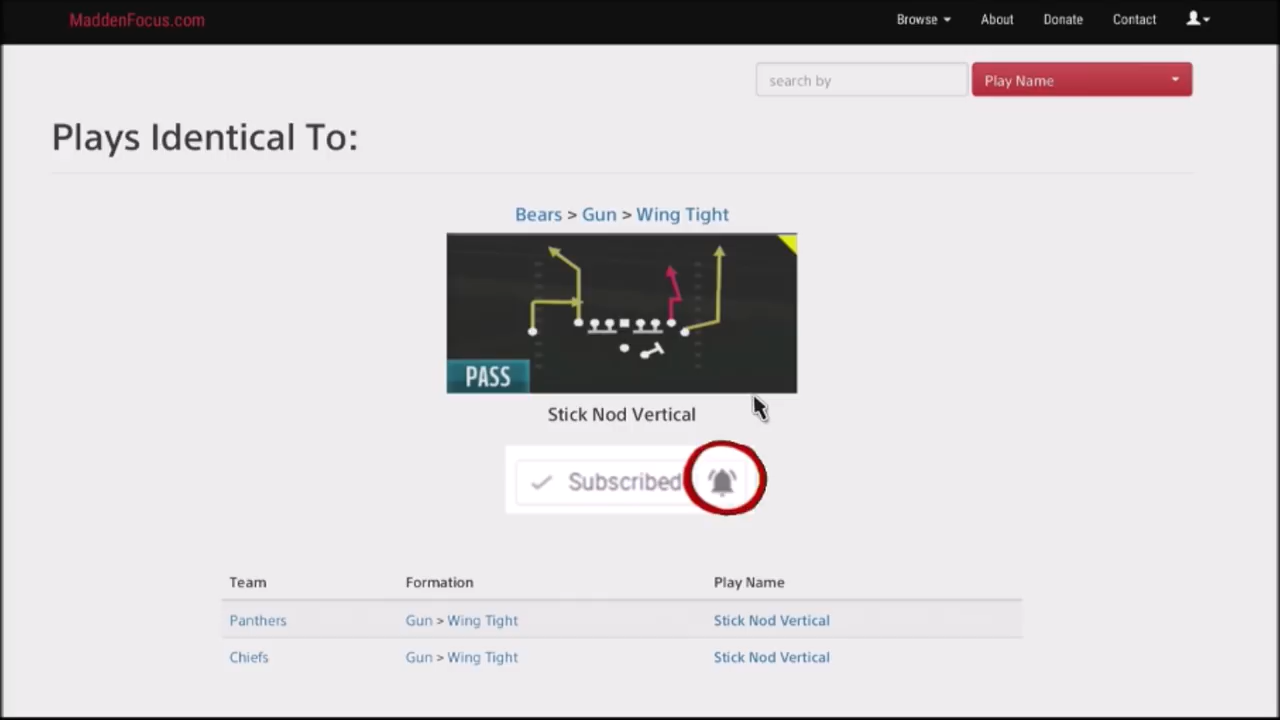 MaddenFocus.com
Browse About Donate Contact
search by Play Name
Plays Identical To:
Bears > Gun > Wing Tight
PASS
Stick Nod Vertical
Subscribed
Team Formation Play Name
Panthers Gun > Wing Tight Stick Nod Vertical
Chiefs Gun > Wing Tight Stick Nod Vertical